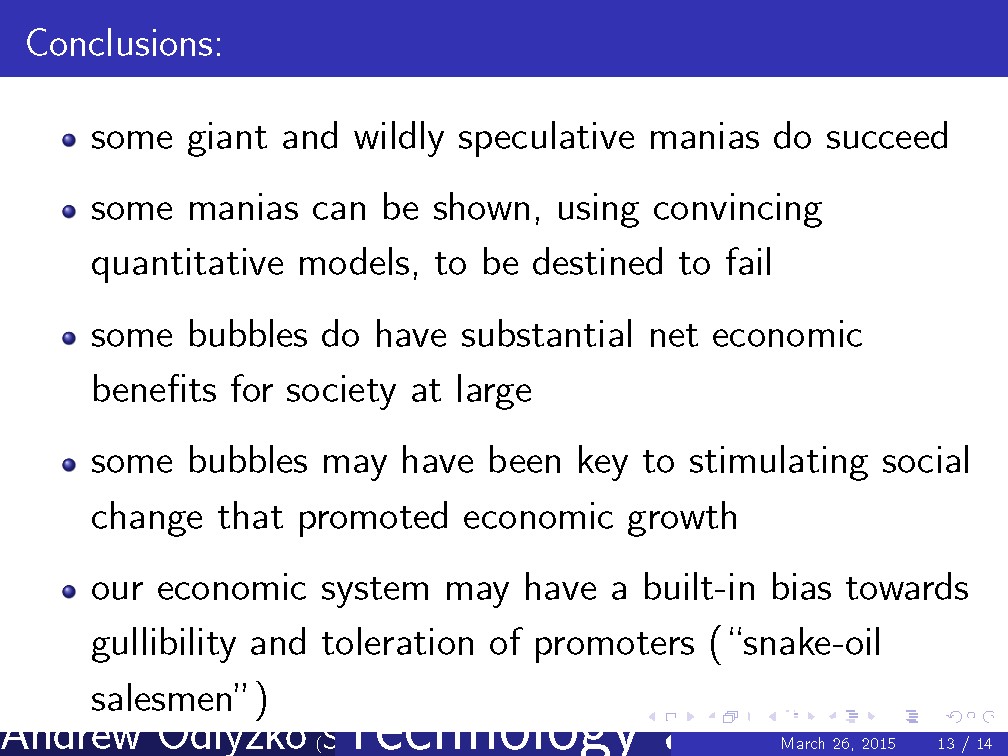 Conclusions:
some giant and wildly speculative manias do succeed
some manias can be shown, using convincing
quantitative models, to be destined to fail
some bubbles do have substantial net economic
benefits for society at large
some bubbles may have been key to stimulating social
change that promoted economic growth
our economic system may have a built-in bias towards
gullibility and toleration of promoters (“snake-oil
salesmen”)
Andrew Odlyzko (S Technology March 26, 2015 13 / 14